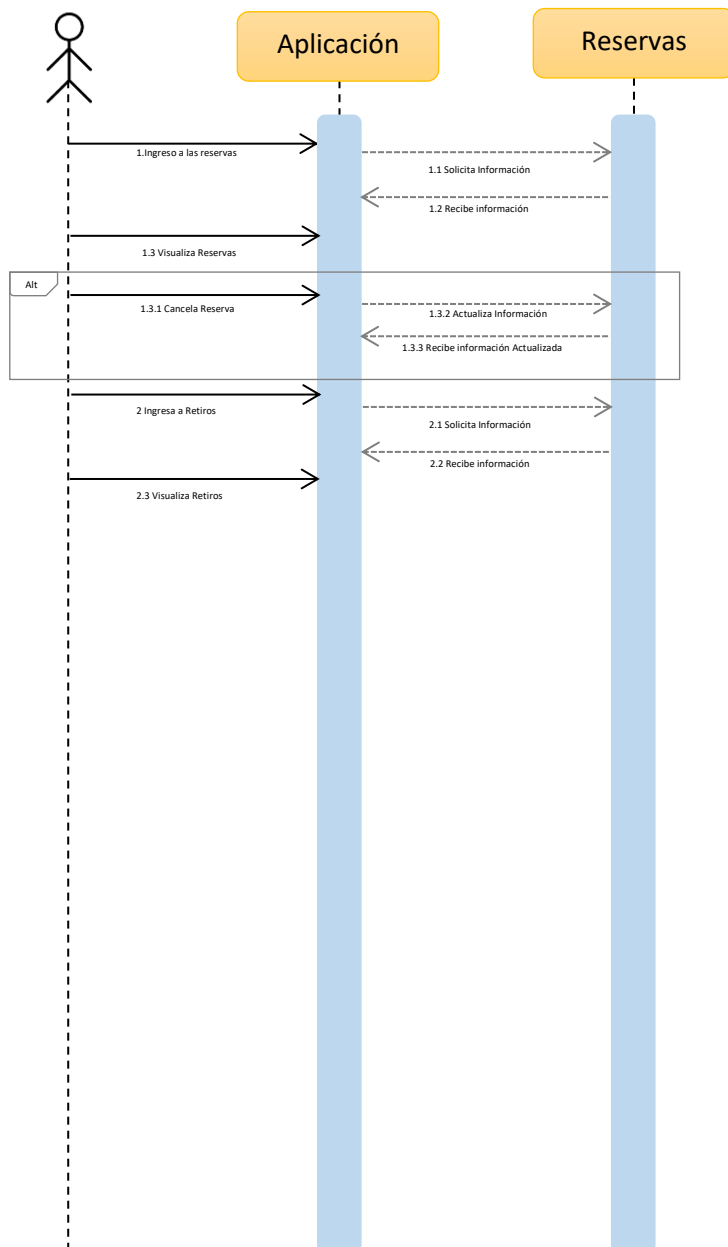 Aplicación
Reservas
1.Ingreso a las reservas
1.1 Solicita Información
1.2 Recibe información
1.3 Visualiza Reservas
Alt
1.3.1 Cancela Reserva
1.3.2 Actualiza Información
1.3.3 Recibe información Actualizada
2 Ingresa a Retiros
2.1 Solicita Información
2.2 Recibe información
2.3 Visualiza Retiros